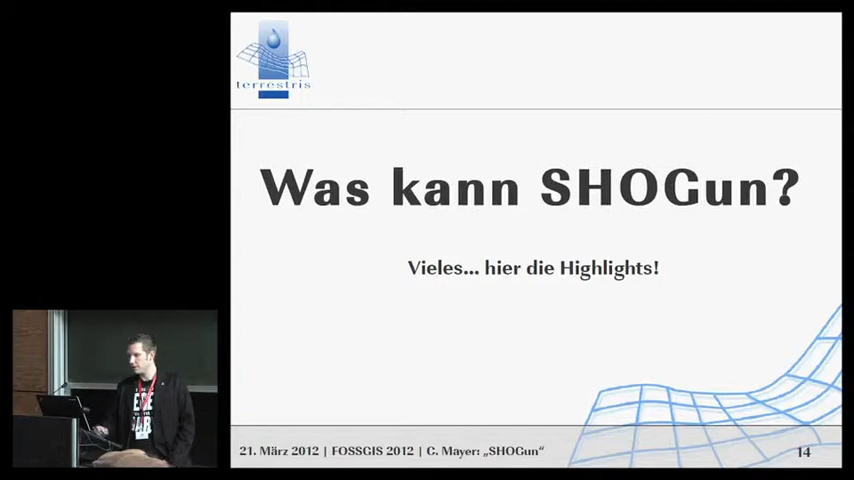 terrestris
Was kann SHOGun?
Vieles... hier die Highlights!
21. März 2012 | FOSSGIS 2012 | C. Mayer: „SHOGun“
14